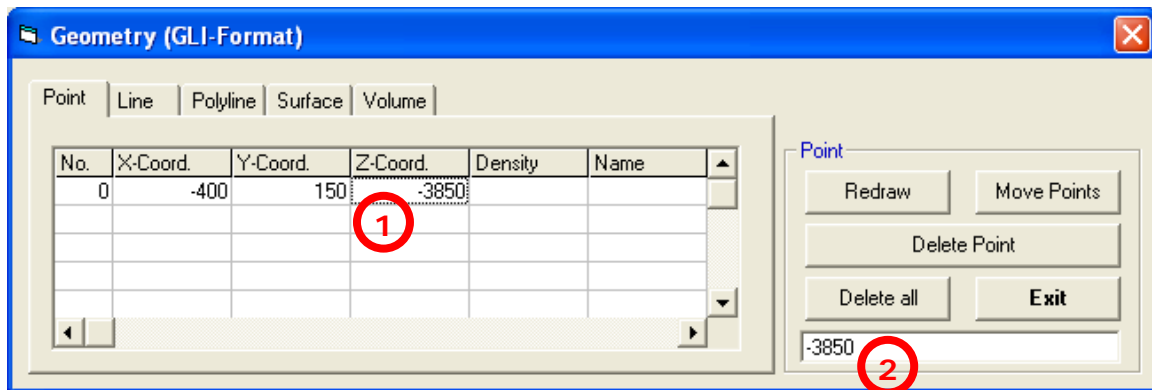 Geometry (GLI-Format)
Point Line Polyline Surface Volume
No. X-Coord. Y-Coord. Z-Coord. Density Name
0 -400 150 -3850
1
Point
Redraw Move Points
Delete Point
Delete all Exit
-3850
2